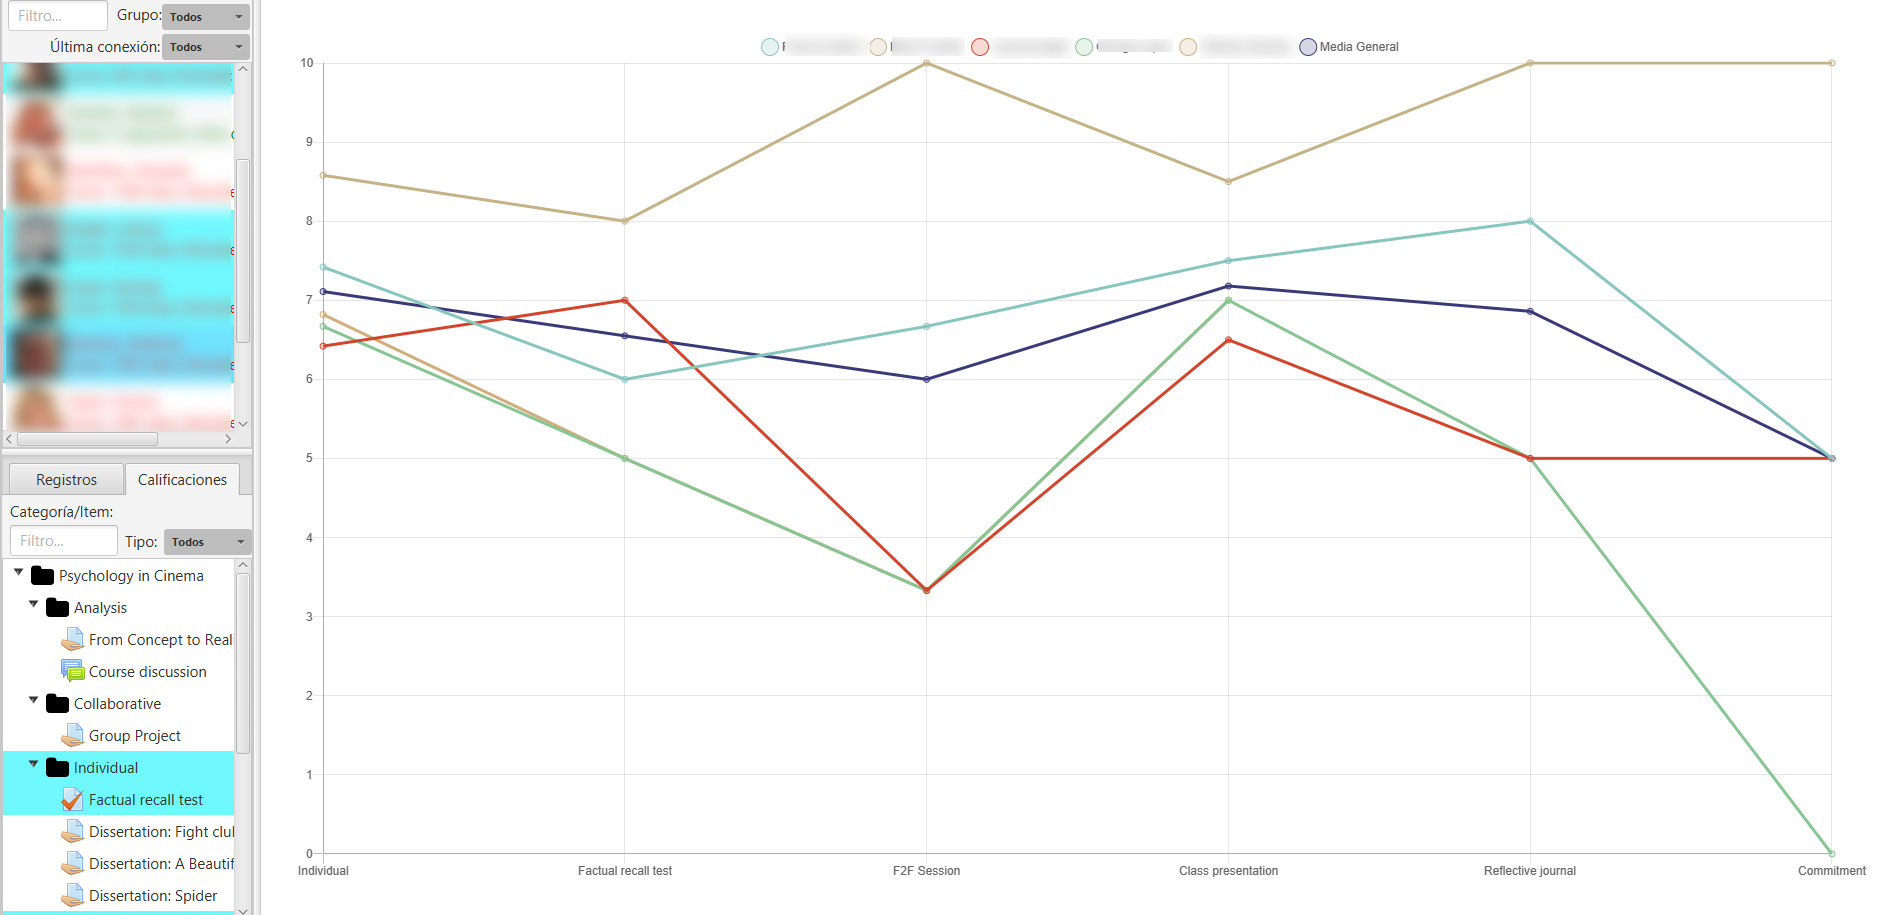 Filtro... Grupo: Todos
Última conexión: Todos
Registros Calificaciones
Categoría/Item:
Filtro... Tipo: Todos
Psychology in Cinema
Analysis
From Concept to Real
Course discussion
Collaborative
Group Project
Individual
Factual recall test
Dissertation: Fight clul
Dissertation: A Beautif
Dissertation: Spider
Media General
10
9
8
7
6
5
4
3
2
1
0
Individual Factual recall test F2F Session Class presentation Reflective journal Commitment